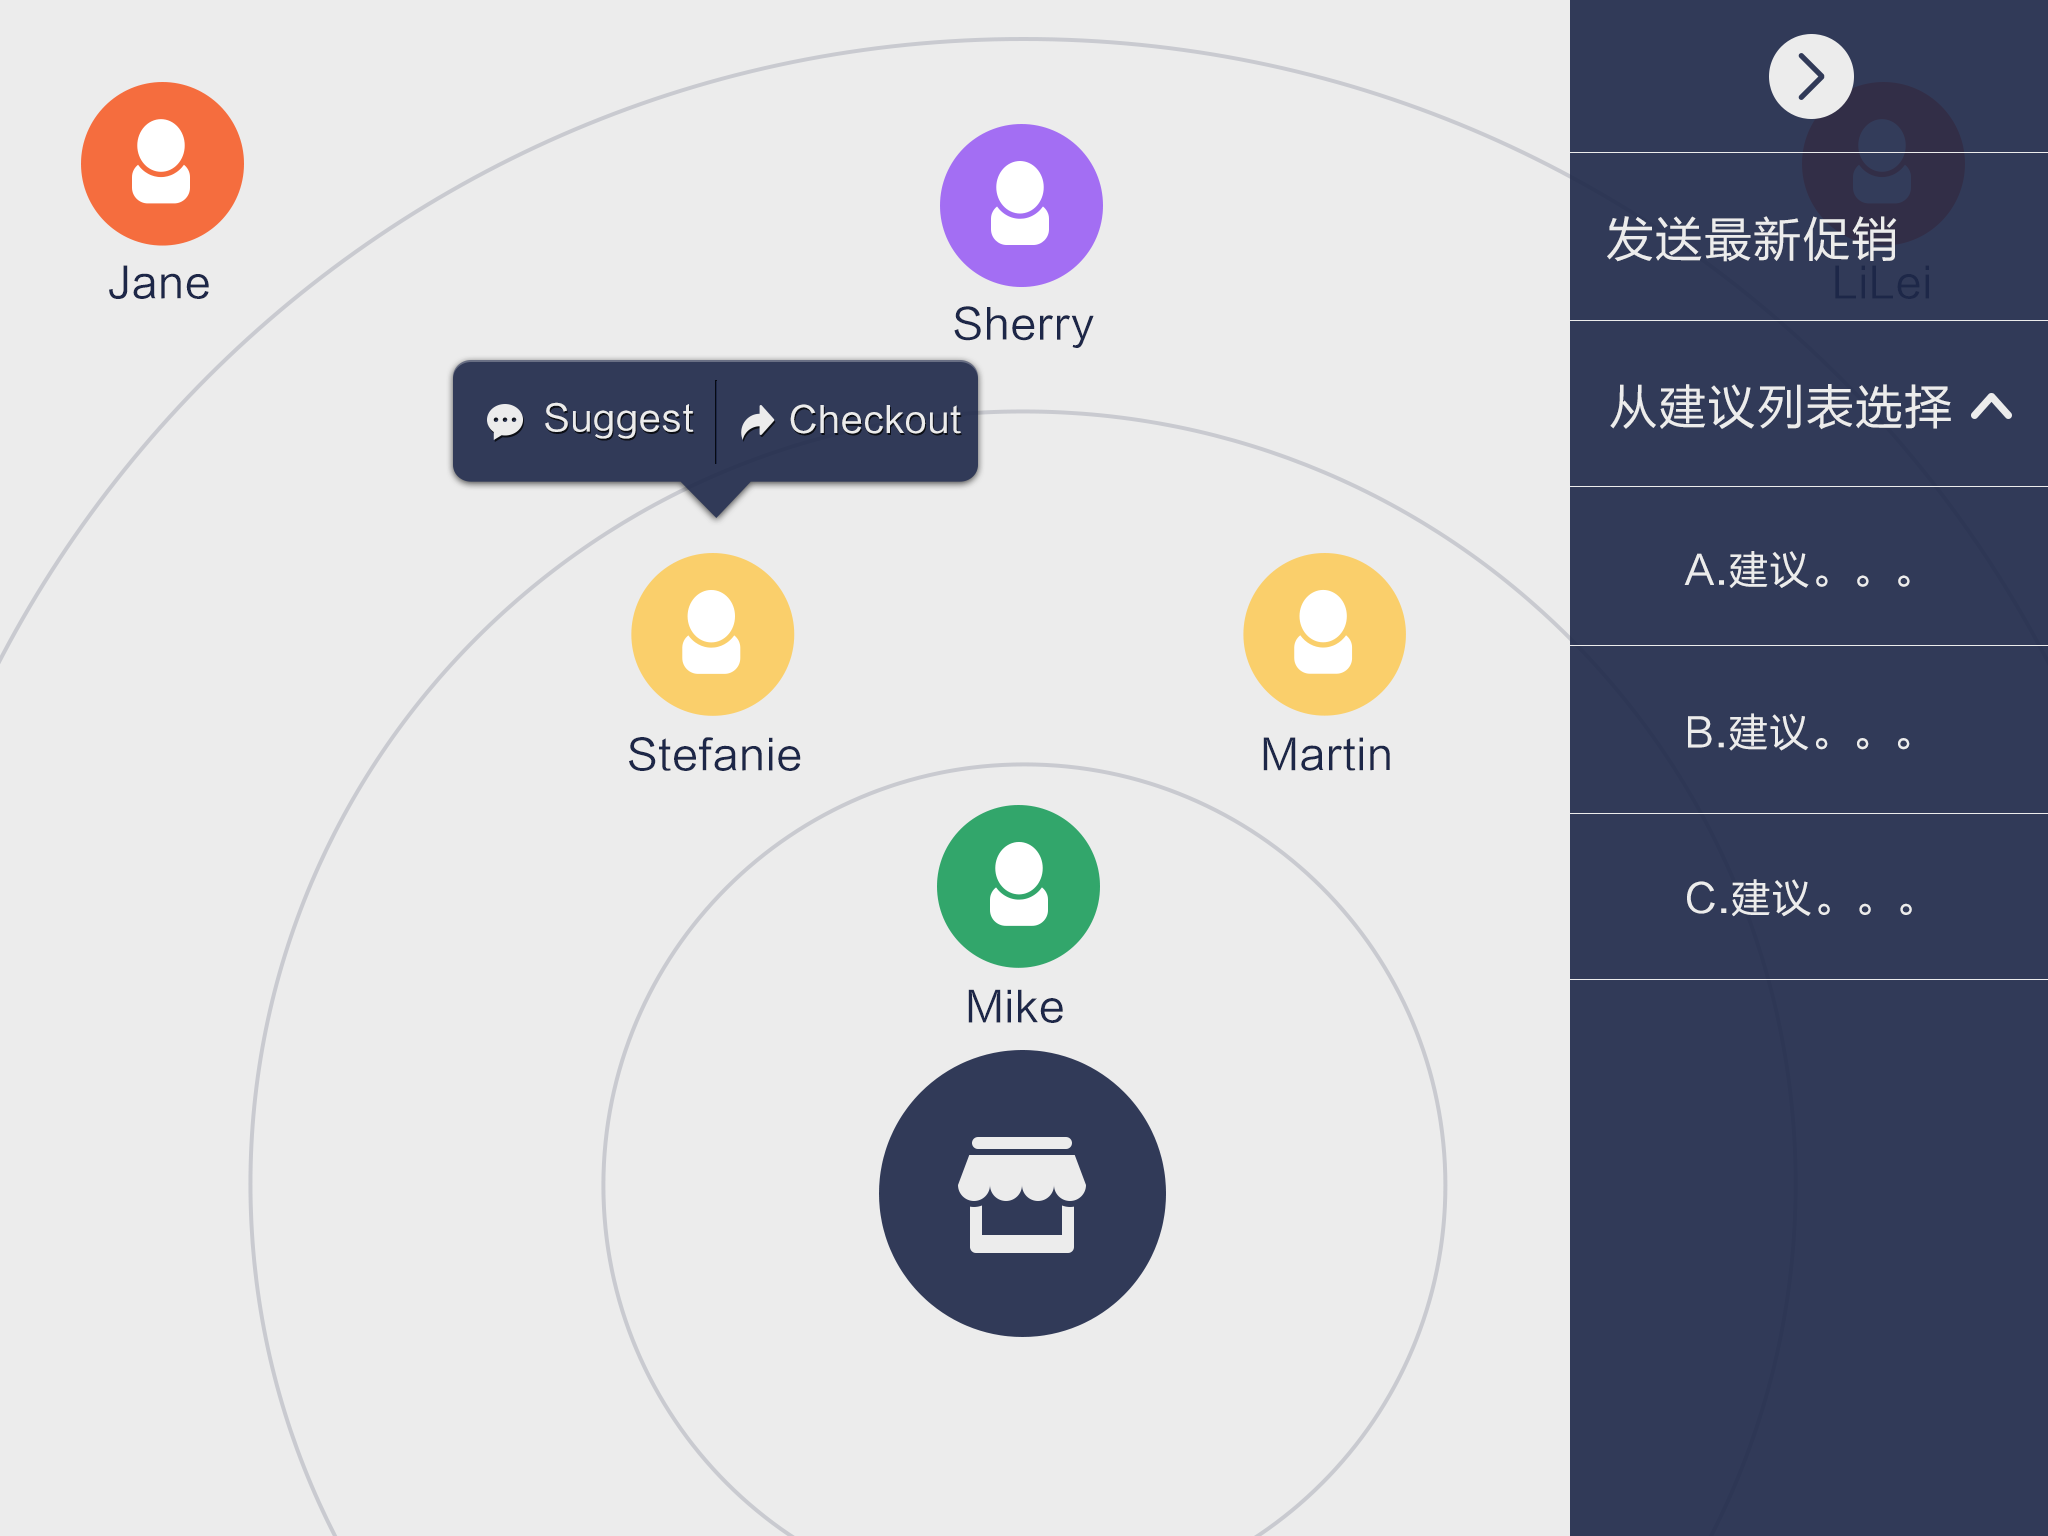 Jane
Sherry
Suggest
Checkout
Stefanie
Martin
Mike
LiLei
发送最新促销
从建议列表选择
A.建议。。。
B.建议。。。
C.建议。。。